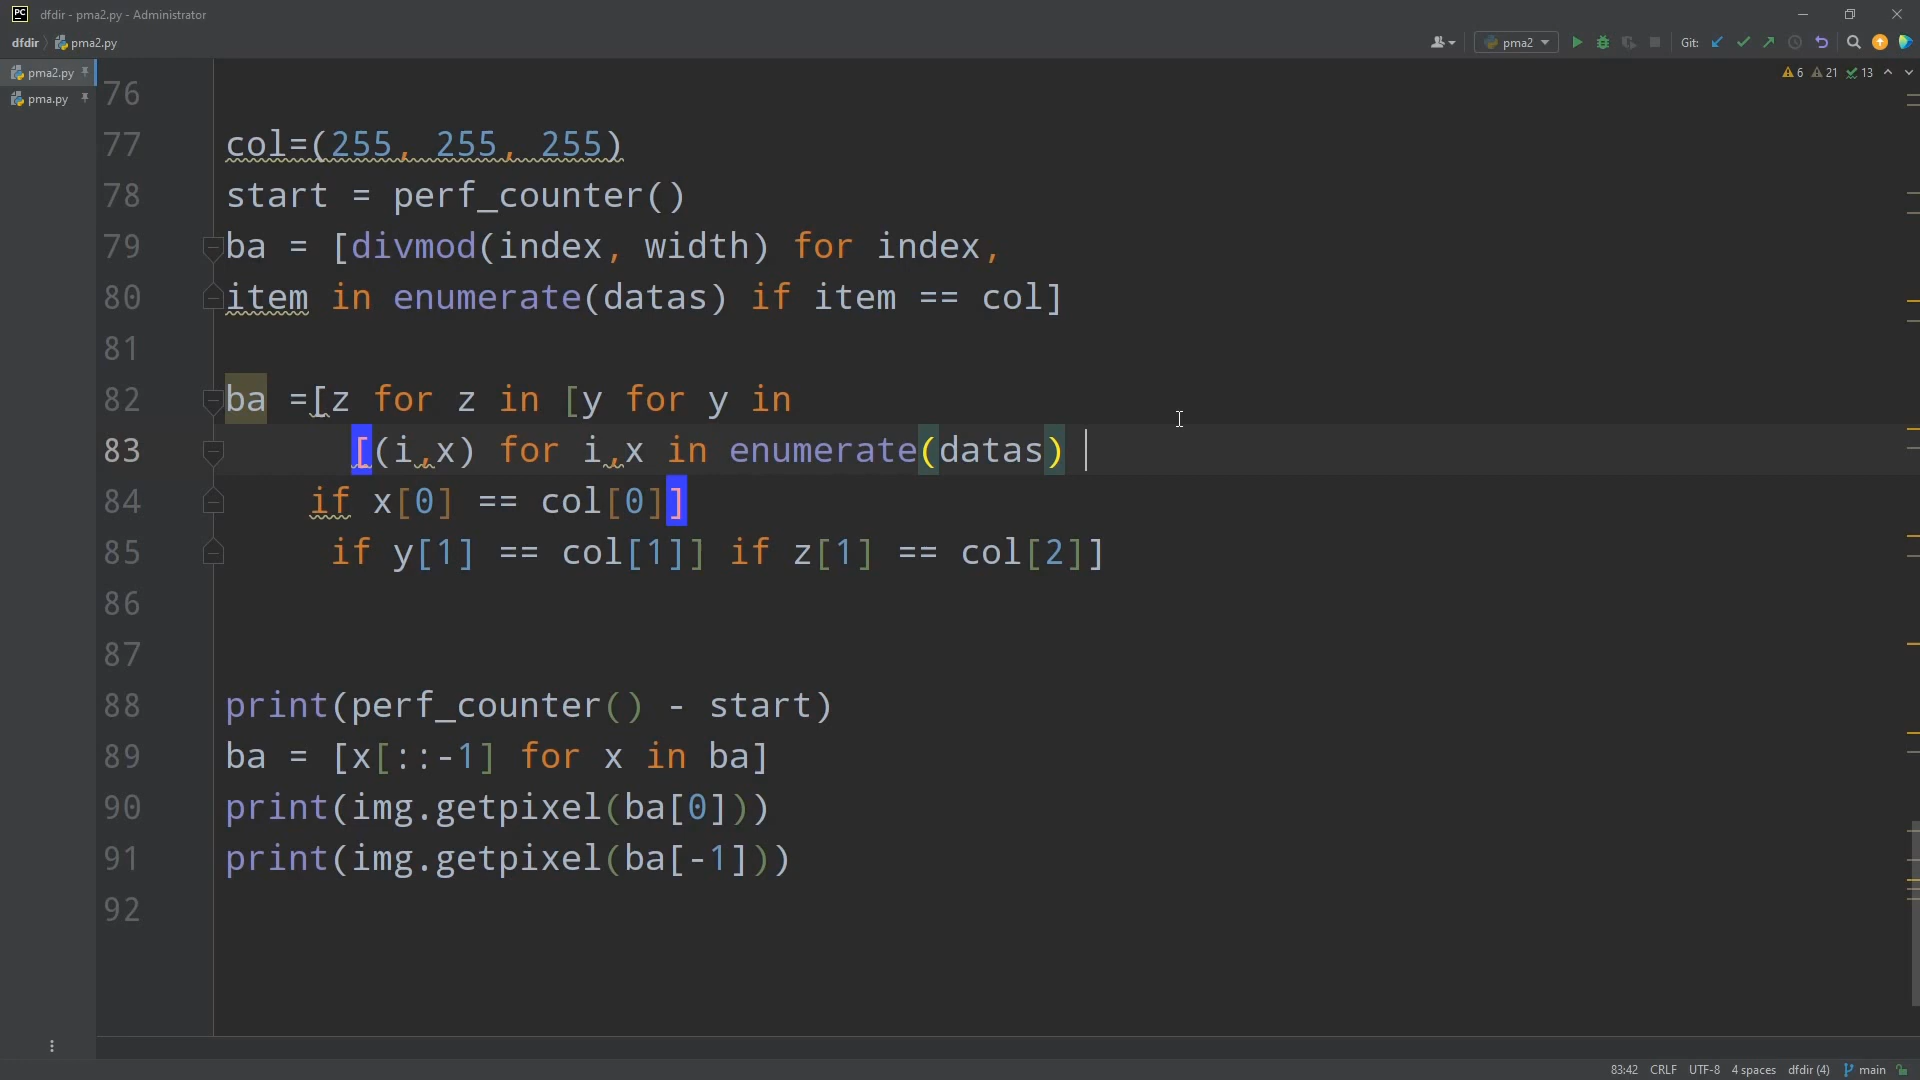 PC dfdir - pma2.py - Administrator
dfdir pma2.py
pma2 Git:
pma2.py
pma.py
6 21 13
76
77 col=(255, 255, 255)
78 start = perf_counter()
79 ba = [divmod(index, width) for index,
80 item in enumerate(datas) if item == col]
81
82 ba =[z for z in [y for y in
83 [(i,x) for i,x in enumerate(datas)
84 if x[0] == col[0]]
85 if y[1] == col[1]] if z[1] == col[2]]
86
87
88 print(perf_counter() - start)
89 ba = [x[::-1] for x in ba]
90 print(img.getpixel(ba[0]))
91 print(img.getpixel(ba[-1]))
92
83:42 CRLF UTF-8 4 spaces dfdir (4) main